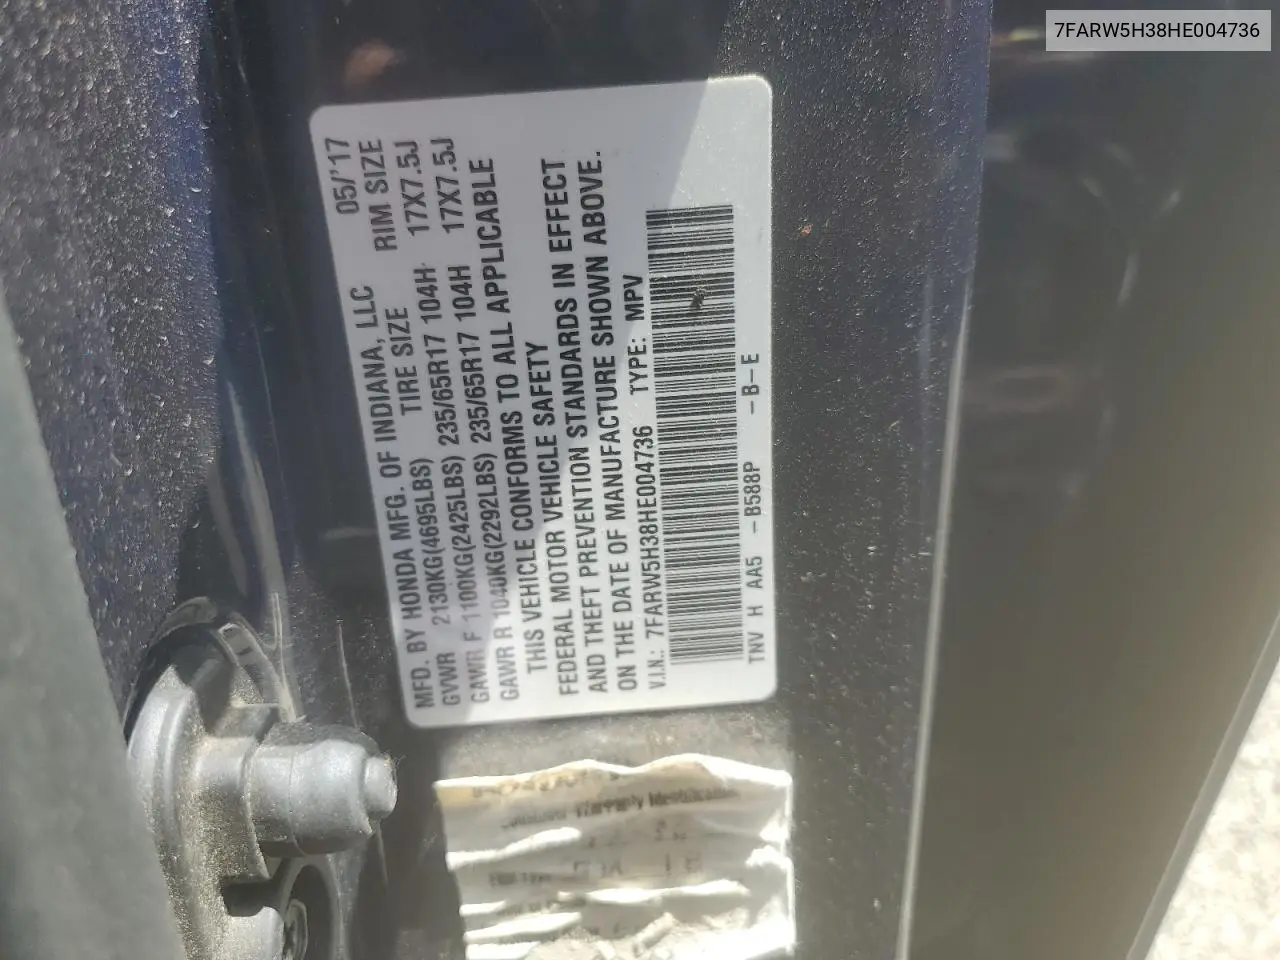 7FARW5H38HE004736
MFD. BY HONDA MFG. OF INDIANA, LLC 05/'17
GVWR 2130KG(4695LBS) TIRE SIZE RIM SIZE
GAWR F 1100KG(2425LBS) 235/65R17 104H 17X7.5J
GAWR R 1040KG(2292LBS) 235/65R17 104H 17X7.5J
THIS VEHICLE CONFORMS TO ALL APPLICABLE
FEDERAL MOTOR VEHICLE SAFETY
AND THEFT PREVENTION STANDARDS IN EFFECT
ON THE DATE OF MANUFACTURE SHOWN ABOVE.
V.I.N.: 7FARW5H38HE004736 TYPE: MPV
TNV H AA5 -B588P -B-E
Identification